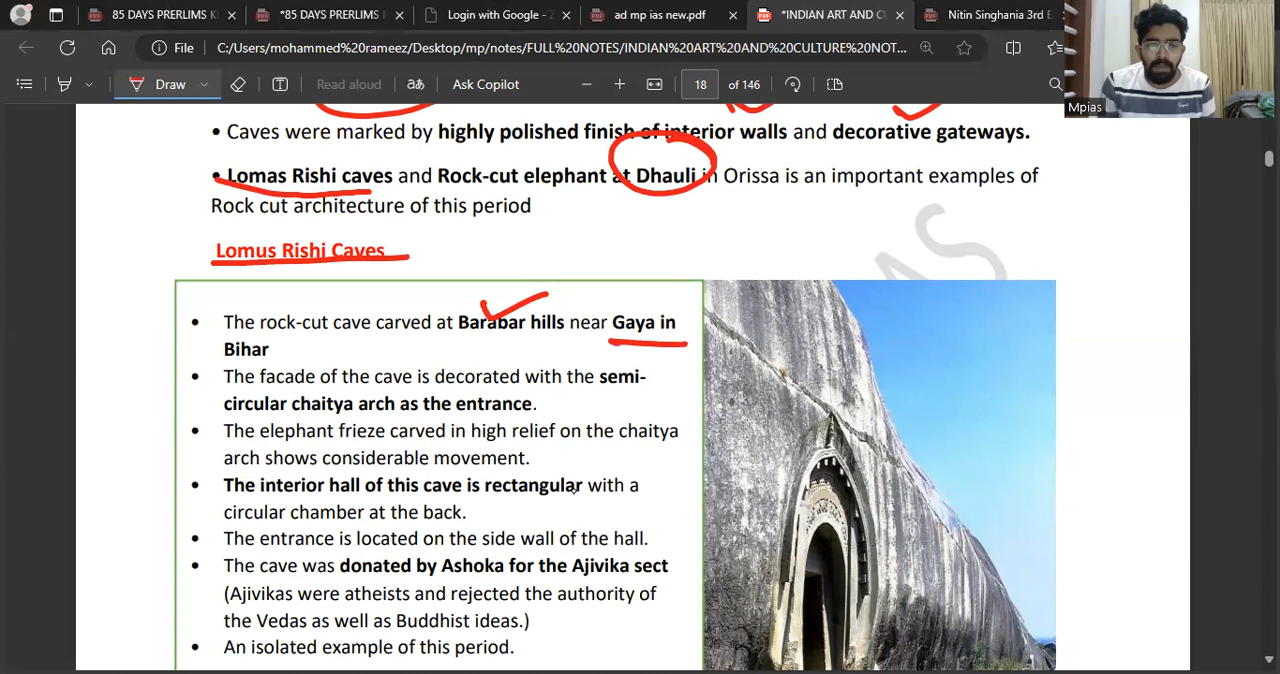 85 DAYS PRERLIMS K
*85 DAYS PRERLIMS I
Login with Google - Z
ad mp ias new.pdf
*INDIAN ART AND CU
Nitin Singhania 3rd E
File
C:/Users/mohammed%20rameez/Desktop/mp/notes/FULL%20NOTES/INDIAN%20ART%20AND%20CULTURE%20NOT...
Draw
Read aloud
aあ
Ask Copilot
18 of 146
Mpias
• Caves were marked by highly polished finish of interior walls and decorative gateways.
• Lomas Rishi caves and Rock-cut elephant at Dhauli in Orissa is an important examples of
Rock cut architecture of this period
Lomus Rishi Caves
• The rock-cut cave carved at Barabar hills near Gaya in
Bihar
• The facade of the cave is decorated with the semi-
circular chaitya arch as the entrance.
• The elephant frieze carved in high relief on the chaitya
arch shows considerable movement.
• The interior hall of this cave is rectangular with a
circular chamber at the back.
• The entrance is located on the side wall of the hall.
• The cave was donated by Ashoka for the Ajivika sect
(Ajivikas were atheists and rejected the authority of
the Vedas as well as Buddhist ideas.)
• An isolated example of this period.
AS